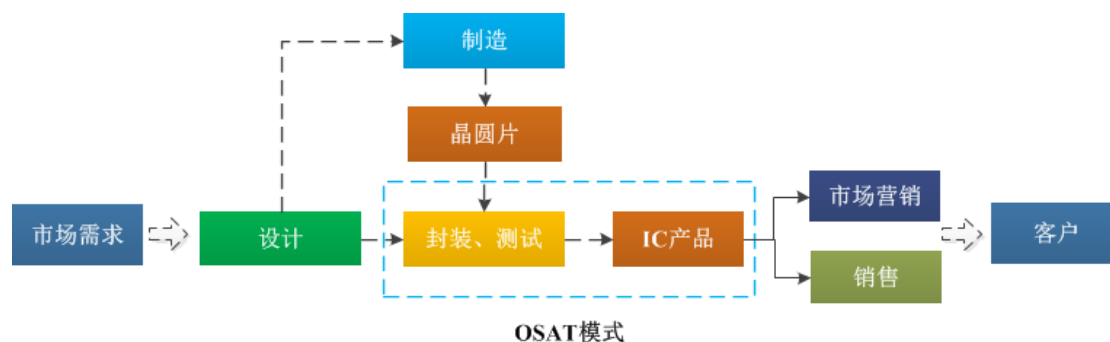 制造
晶圆片
市场需求
设计
封装、测试
IC产品
市场营销
销售
客户
OSAT模式